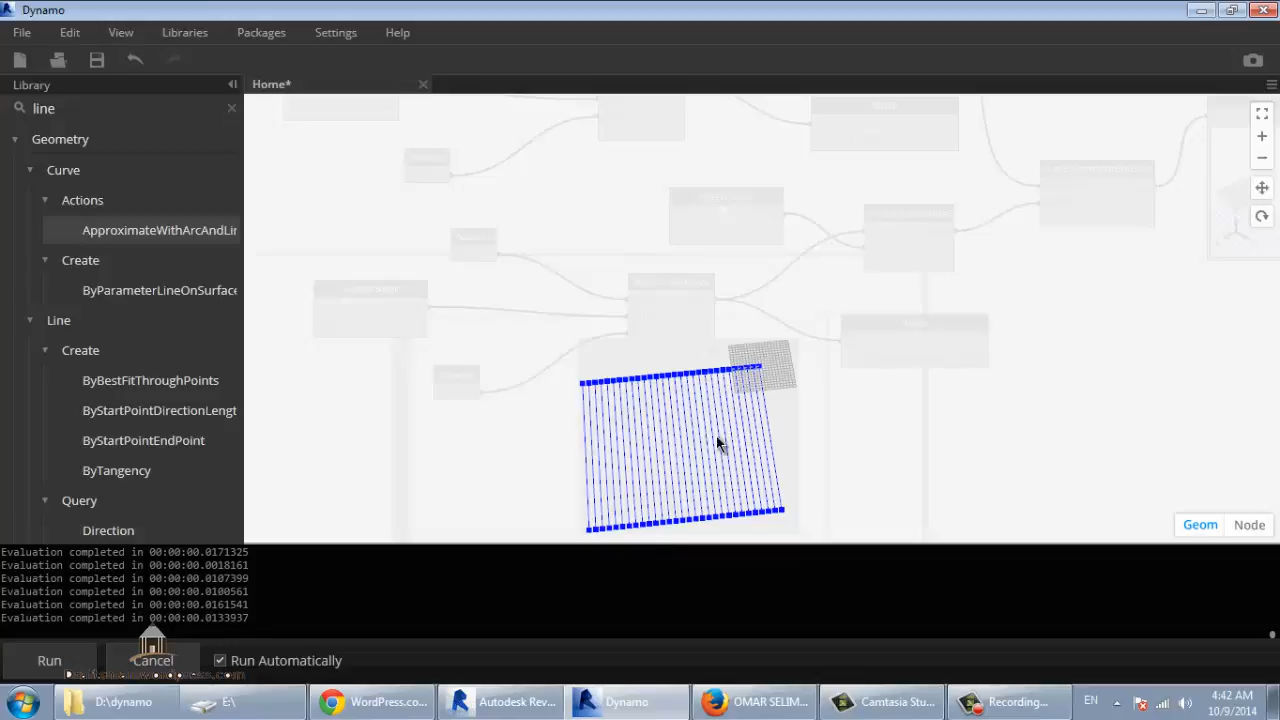 Dynamo
File Edit View Libraries Packages Settings Help
Library
Home*
line
Geometry
Curve
Actions
ApproximateWithArcAndLin
Create
ByParameterLineOnSurface
Line
Create
ByBestFitThroughPoints
ByStartPointDirectionLengt
ByStartPointEndPoint
ByTangency
Query
Direction
Geom Node
Evaluation completed in 00:00:00.0171325
Evaluation completed in 00:00:00.0018161
Evaluation completed in 00:00:00.0107399
Evaluation completed in 00:00:00.0100561
Evaluation completed in 00:00:00.0161541
Evaluation completed in 00:00:00.0133937
Run Cancel Run Automatically
D:\dynamo E:\ WordPress.co... Autodesk Rev... Dynamo OMAR SELIM... Camtasia Stu... Recording... EN 4:42 AM
10/9/2014